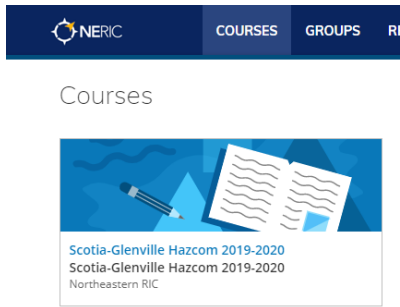 NERIC COURSES GROUPS
Courses
Scotia-Glenville Hazcom 2019-2020
Scotia-Glenville Hazcom 2019-2020
Northeastern RIC